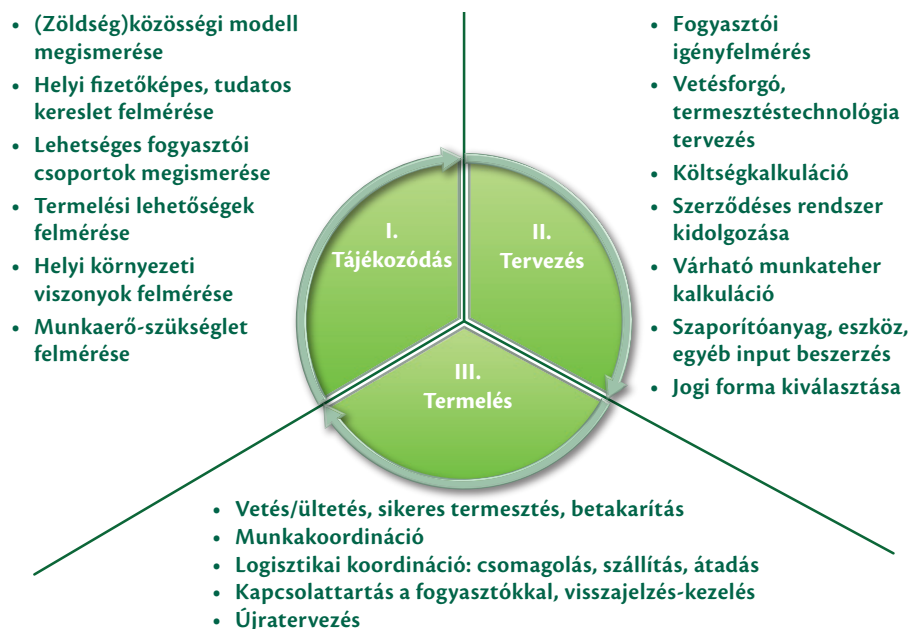 • (Zöldség)közösségi modell
megismerése
• Helyi fizetőképes, tudatos
kereslet felmérése
• Lehetséges fogyasztói
csoportok megismerése
• Termelési lehetőségek
felmérése
• Helyi környezeti
viszonyok felmérése
• Munkaerő-szükséglet
felmérése
I.
Tájékozódás
II.
Tervezés
• Fogyasztói
igényfelmérés
• Vetésforgó,
termesztéstechnológia
tervezés
• Költségkalkuláció
• Szerződéses rendszer
kidolgozása
• Várható munkateher
kalkuláció
• Szaporítóanyag, eszköz,
egyéb input beszerzés
• Jogi forma kiválasztása
III.
Termelés
• Vetés/ültetés, sikeres termesztés, betakarítás
• Munkakoordináció
• Logisztikai koordináció: csomagolás, szállítás, átadás
• Kapcsolattartás a fogyasztókkal, visszajelzés-kezelés
• Újratervezés